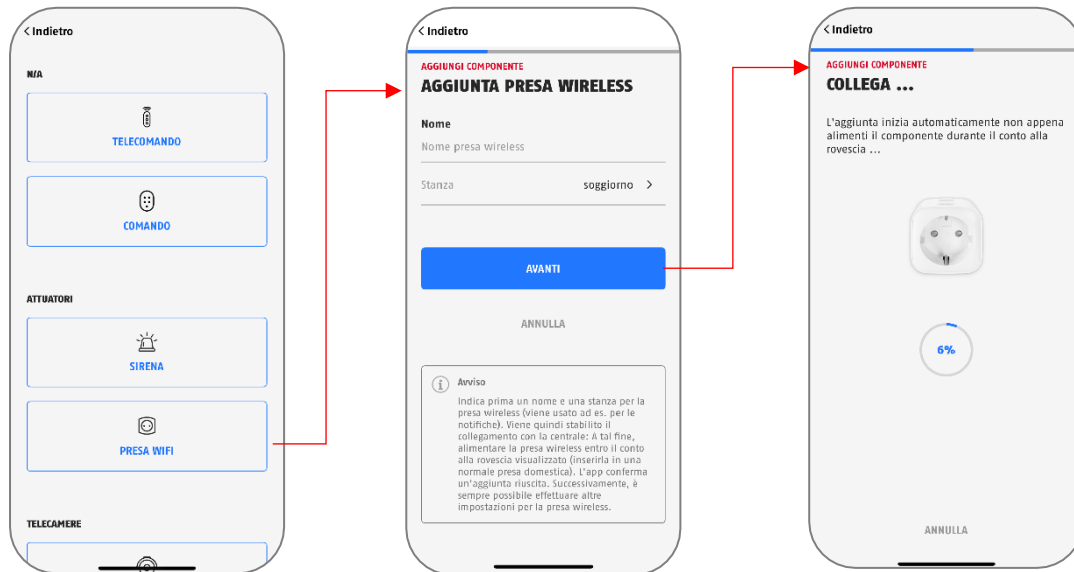 < Indietro
N/A
TELECOMANDO
COMANDO
ATTUATORI
SIRENA
PRESA WIFI
TELECAMERE
< Indietro
AGGIUNGI COMPONENTE
AGGIUNTA PRESA WIRELESS
Nome
Nome presa wireless
Stanza soggiorno >
AVANTI
ANNULLA
Avviso
Indica prima un nome e una stanza per la
presa wireless (viene usato ad es. per le
notifiche). Viene quindi stabilito il
collegamento con la centrale: A tal fine,
alimentare la presa wireless entro il conto
alla rovescia visualizzato (inserirla in una
normale presa domestica). L'app conferma
un'aggiunta riuscita. Successivamente, è
sempre possibile effettuare altre
impostazioni per la presa wireless.
< Indietro
AGGIUNGI COMPONENTE
COLLEGA ...
L'aggiunta inizia automaticamente non appena
alimenti il componente durante il conto alla
rovescia ...
6%
ANNULLA